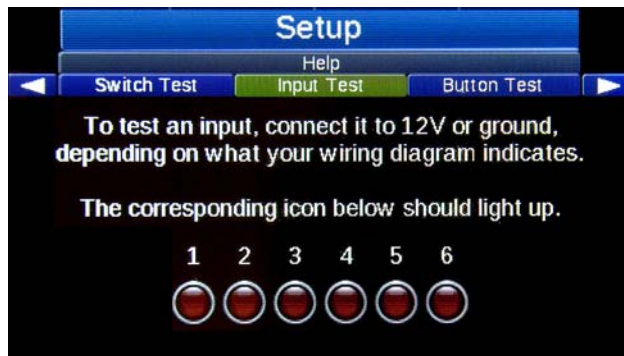 Setup
Help
Switch Test Input Test Button Test
To test an input, connect it to 12V or ground,
depending on what your wiring diagram indicates.
The corresponding icon below should light up.
1 2 3 4 5 6